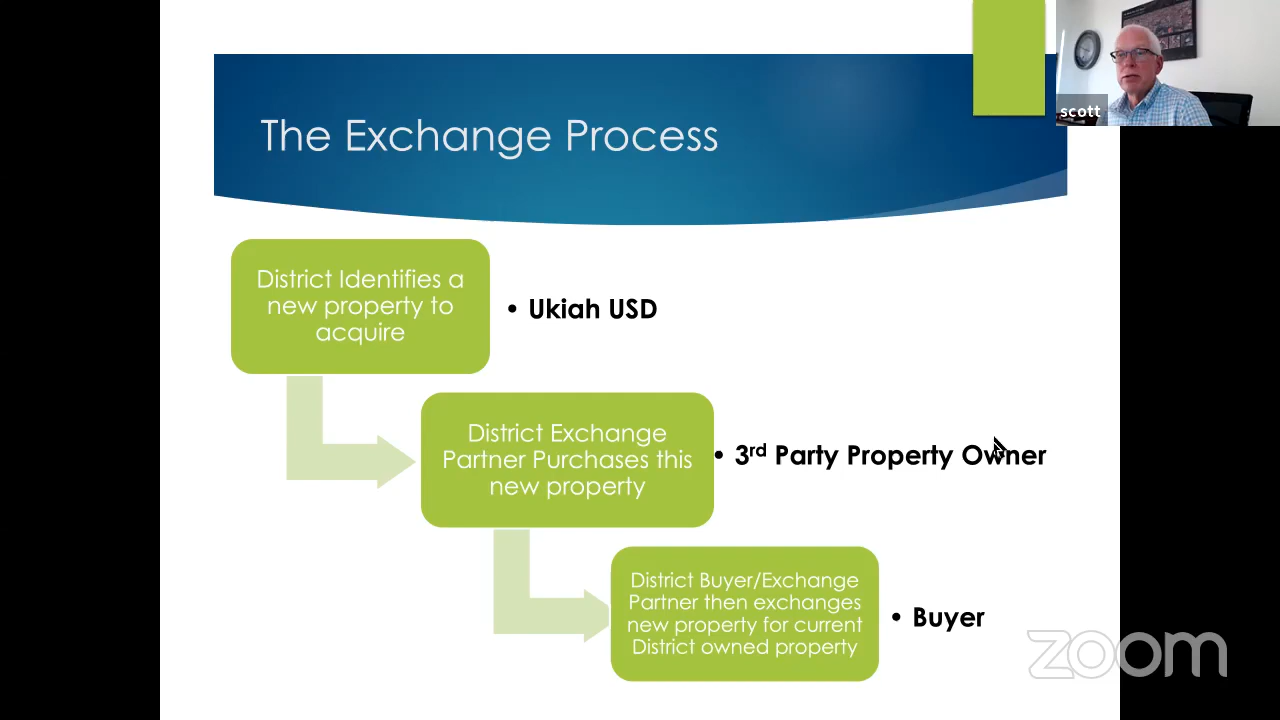 The Exchange Process
scott
District Identifies a
new property to
acquire
• Ukiah USD
District Exchange
Partner Purchases this
new property
• 3rd Party Property Owner
District Buyer/Exchange
Partner then exchanges
new property for current
District owned property
• Buyer
zoom